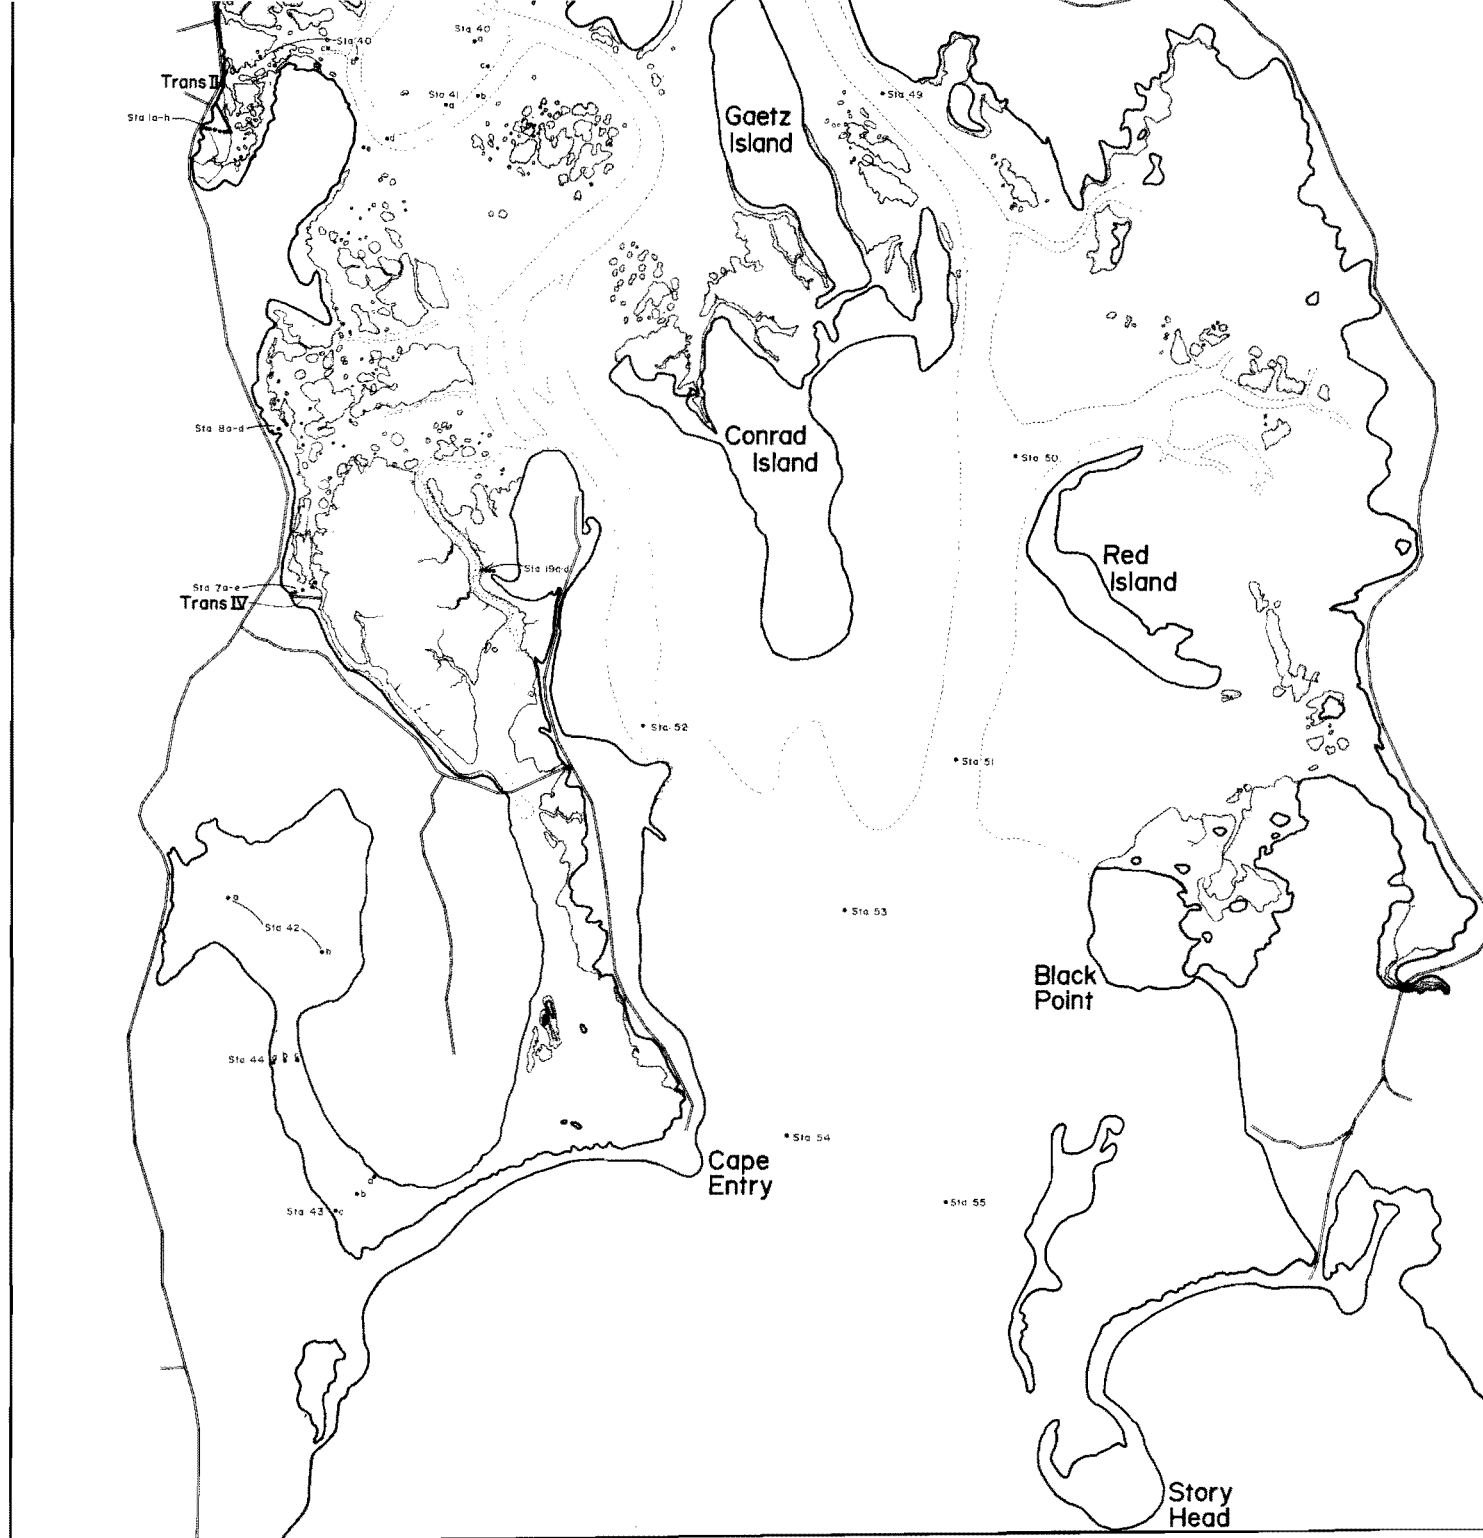 Sta 40
Sta 40
Trans II
Sta 41
a
b
c
d
Sta 49
Sta 1a-h
Gaetz
Island
Sta 8a-d
Conrad
Island
Sta 50
Red
Island
Sta 19a-d
Sta 7a-e
Trans IV
Sta 52
Sta 51
a
Sta 42
b
Sta 53
Black
Point
Sta 44
a b c
Sta 54
Cape
Entry
a
b
Sta 43
c
Sta 55
Story
Head